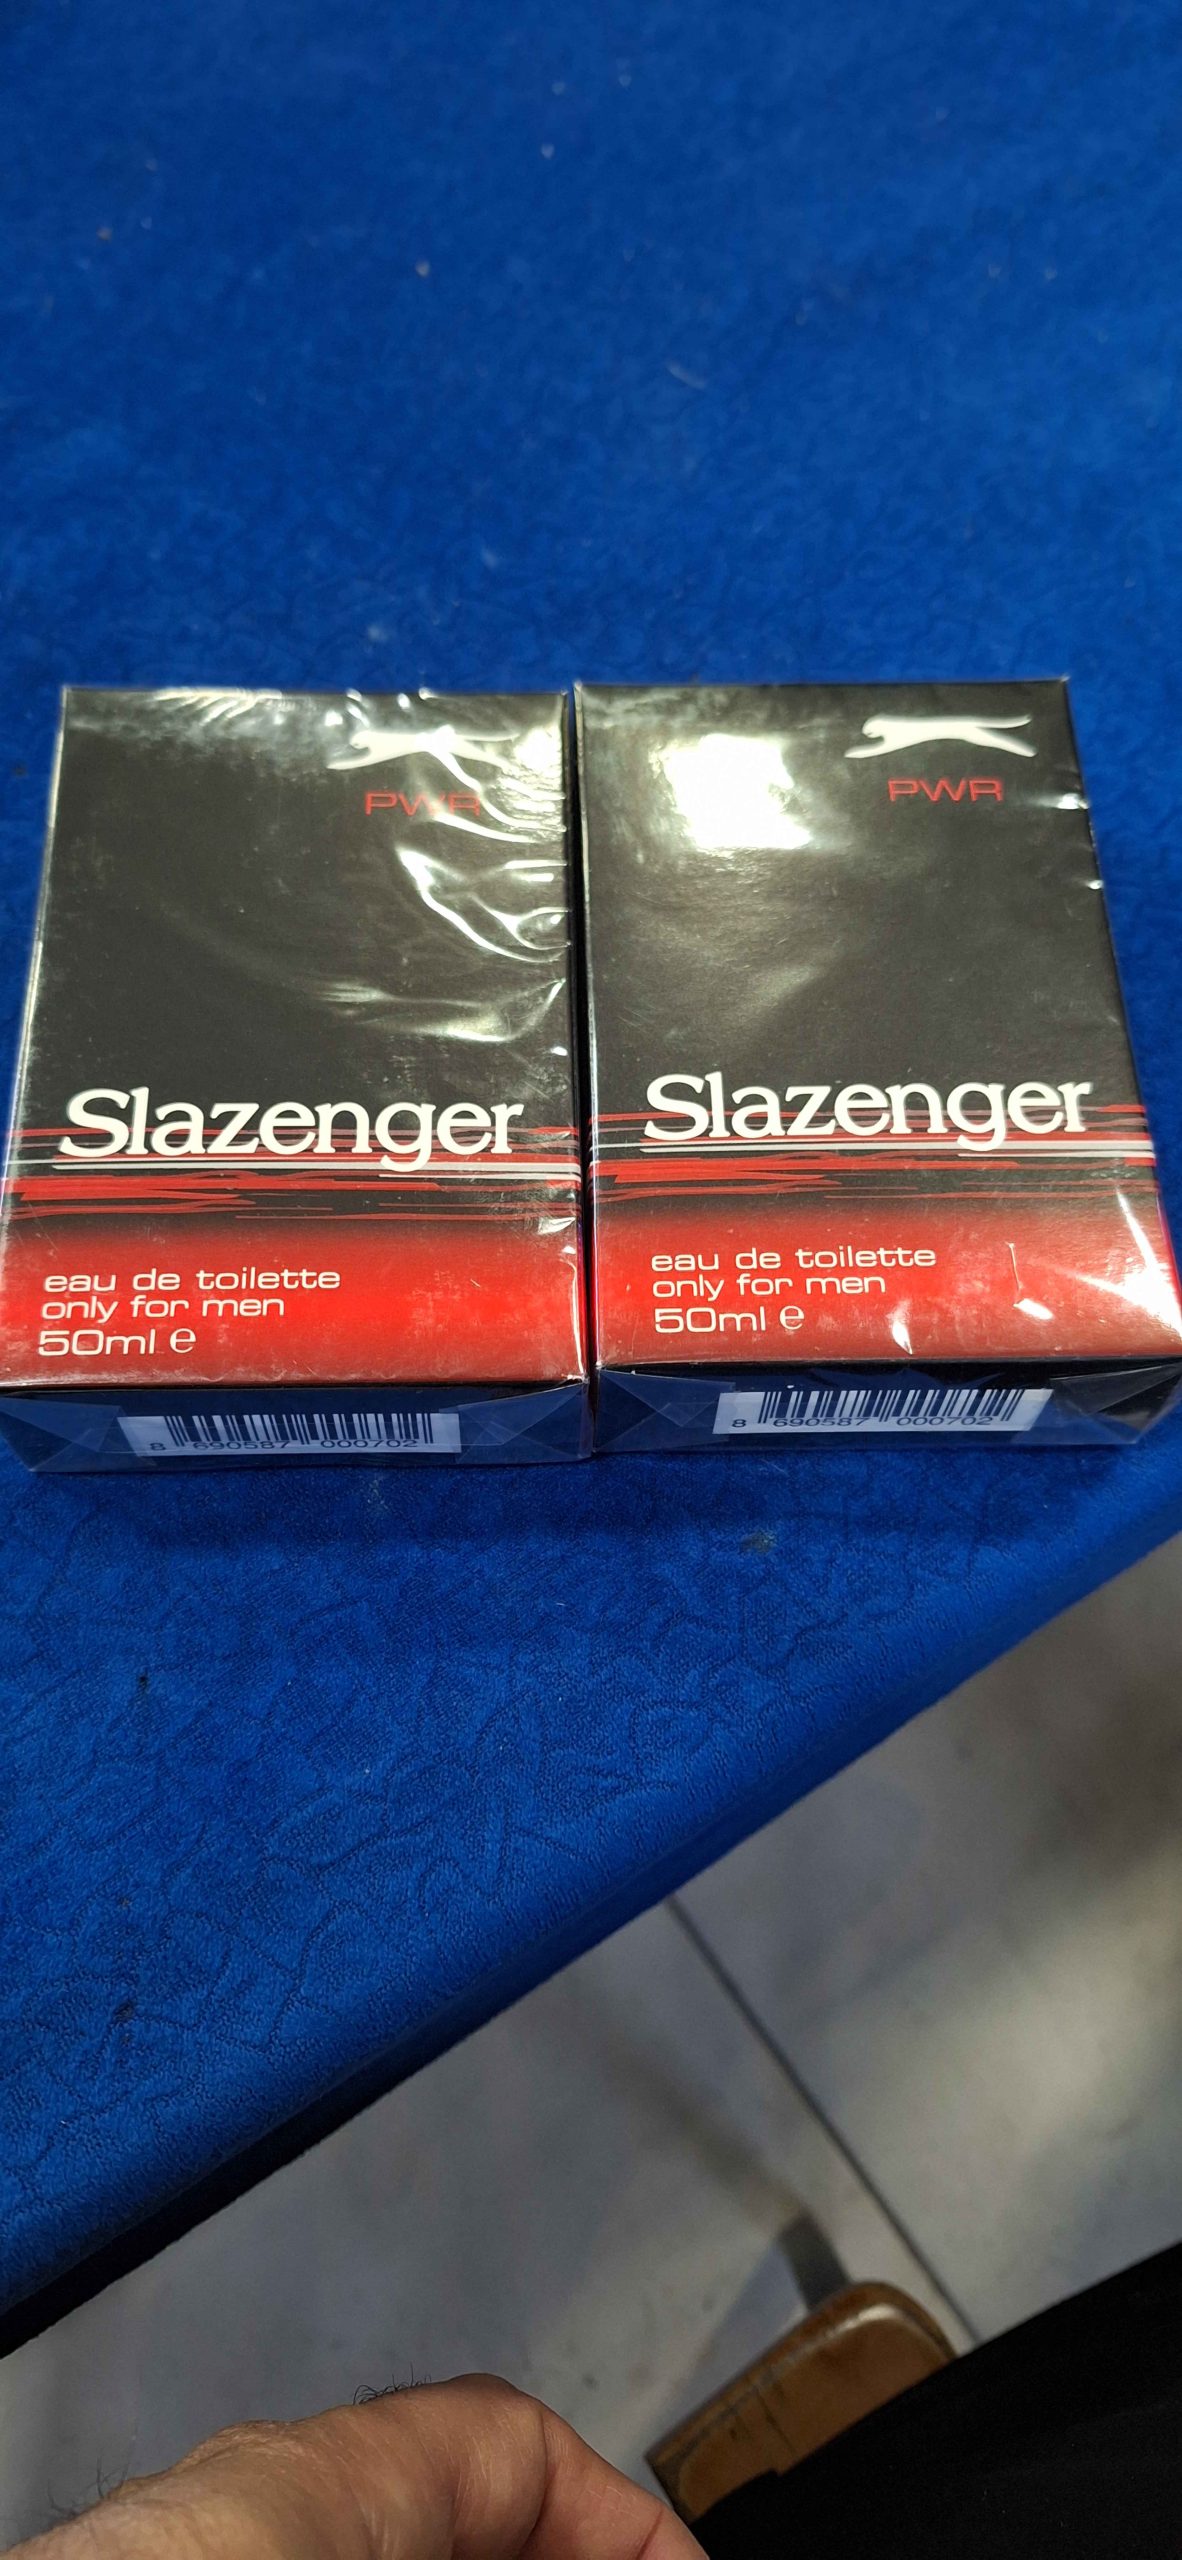 PWR
Slazenger
eau de toilette
only for men
50ml e
8 690587 000702
PWR
Slazenger
eau de toilette
only for men
50ml e
8 690587 000702